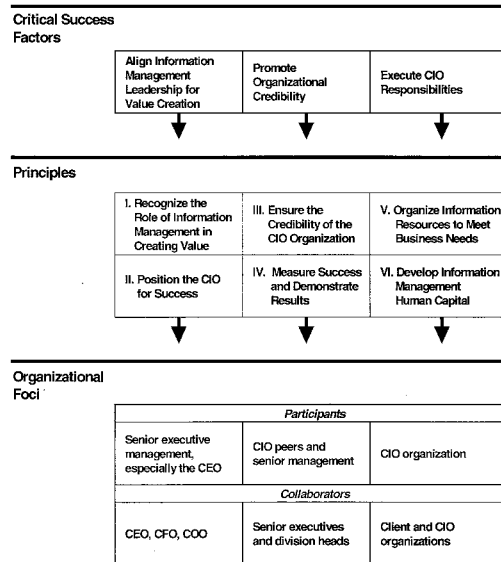 Critical Success
Factors
Align Information
Management
Leadership for
Value Creation
Promote
Organizational
Credibility
Execute CIO
Responsibilities
Principles
I. Recognize the
Role of Information
Management in
Creating Value
III. Ensure the
Credibility of the
CIO Organization
V. Organize Information
Resources to Meet
Business Needs
II. Position the CIO
for Success
IV. Measure Success
and Demonstrate
Results
VI. Develop Information
Management
Human Capital
Organizational
Foci
Participants
Senior executive
management,
especially the CEO
CIO peers and
senior management
CIO organization
Collaborators
CEO, CFO, COO
Senior executives
and division heads
Client and CIO
organizations